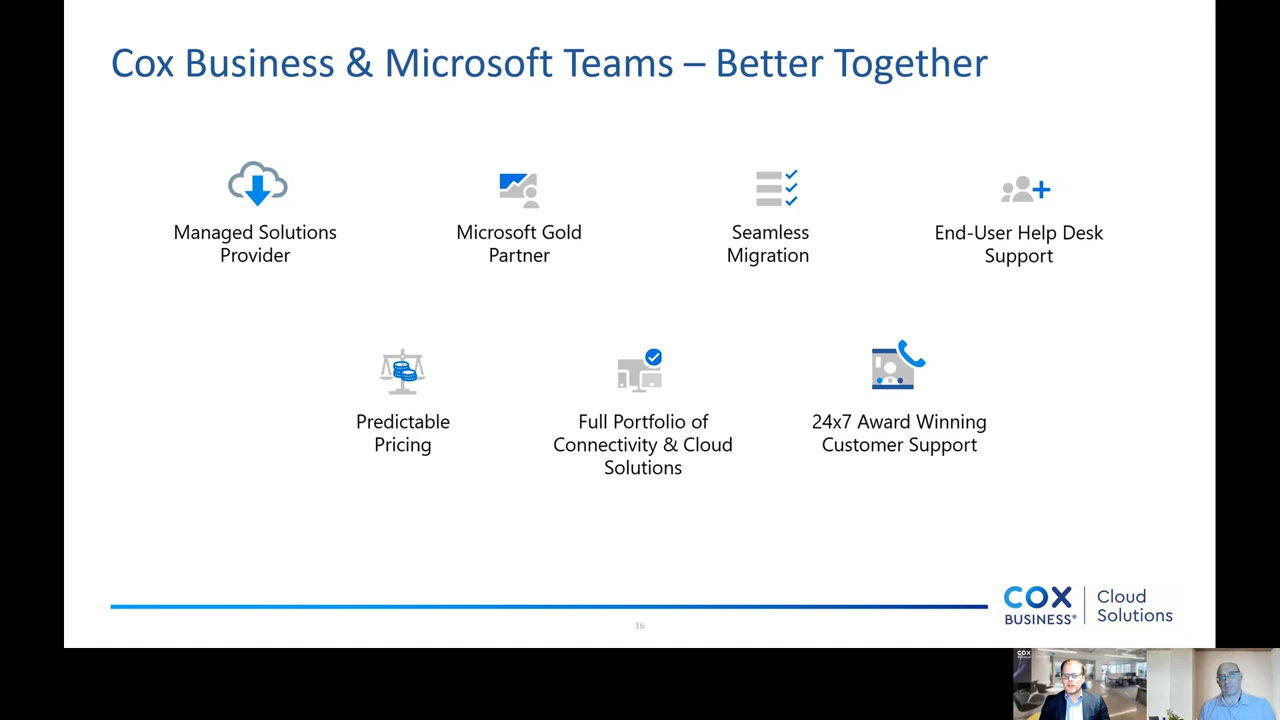 Cox Business & Microsoft Teams – Better Together
Managed Solutions
Provider
Microsoft Gold
Partner
Seamless
Migration
End-User Help Desk
Support
Predictable
Pricing
Full Portfolio of
Connectivity & Cloud
Solutions
24x7 Award Winning
Customer Support
COX
BUSINESS®
Cloud
Solutions
16
COX